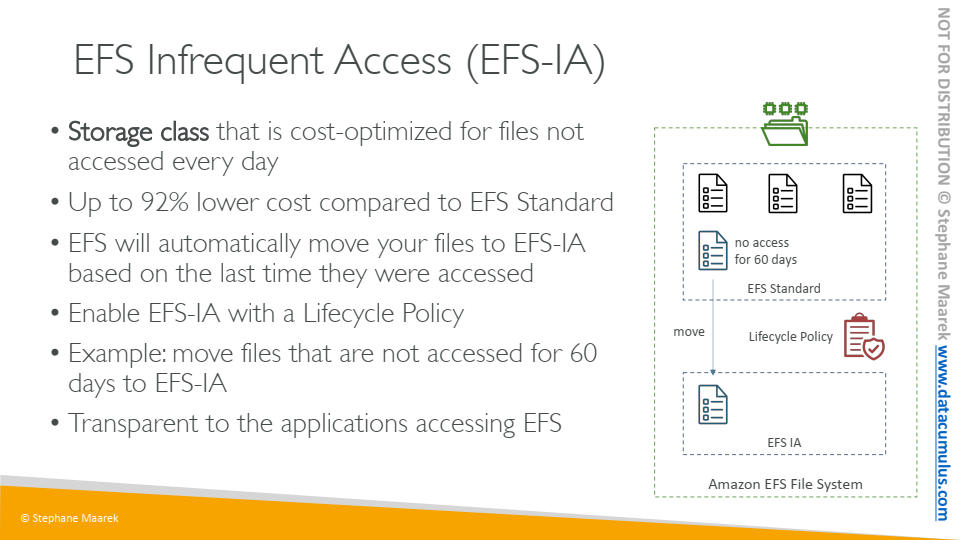 EFS Infrequent Access (EFS-IA)
• Storage class that is cost-optimized for files not
accessed every day
• Up to 92% lower cost compared to EFS Standard
• EFS will automatically move your files to EFS-IA
based on the last time they were accessed
• Enable EFS-IA with a Lifecycle Policy
• Example: move files that are not accessed for 60
days to EFS-IA
• Transparent to the applications accessing EFS
no access
for 60 days
EFS Standard
move
Lifecycle Policy
EFS IA
Amazon EFS File System
© Stephane Maarek
NOT FOR DISTRIBUTION © Stephane Maarek www.datacumulus.com